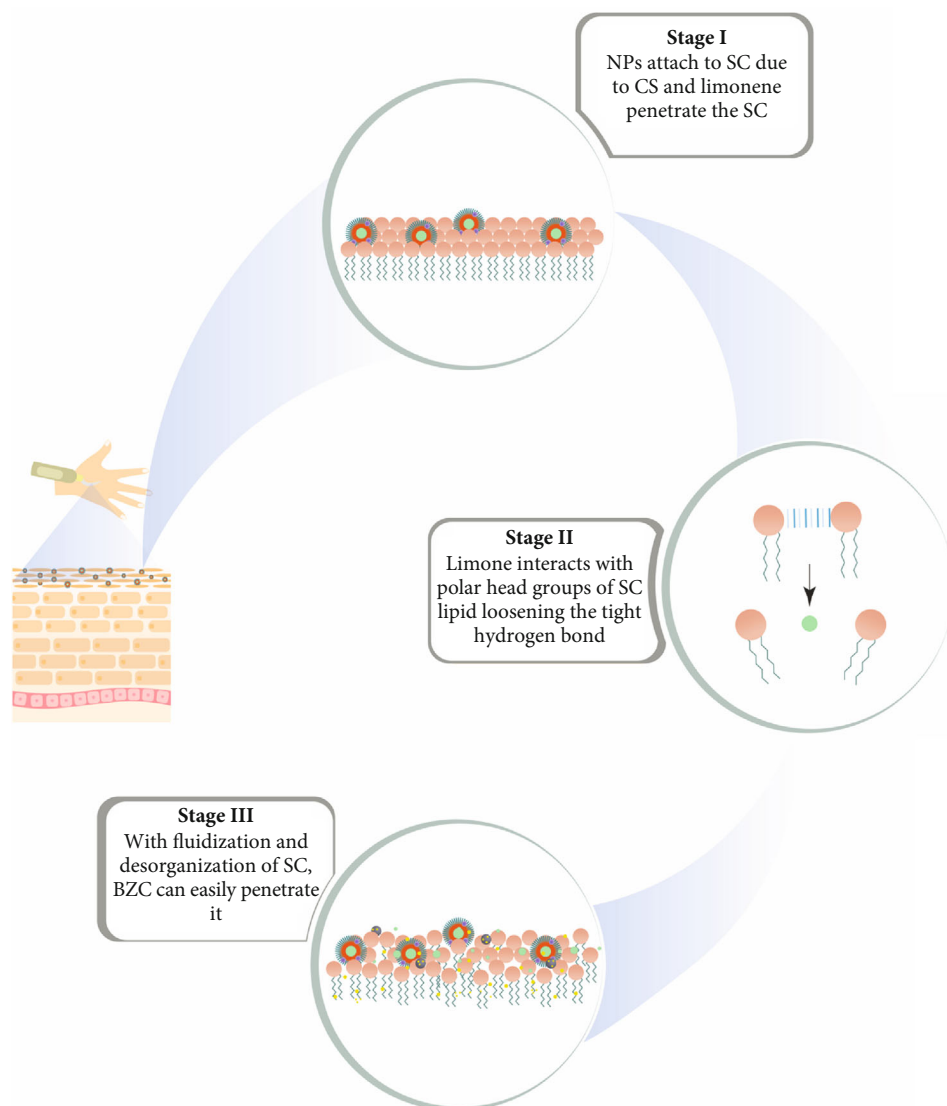 Stage I
NPs attach to SC due
to CS and limonene
penetrate the SC
Stage II
Limone interacts with
polar head groups of SC
lipid loosening the tight
hydrogen bond
Stage III
With fluidization and
desorganization of SC,
BZC can easily penetrate
it